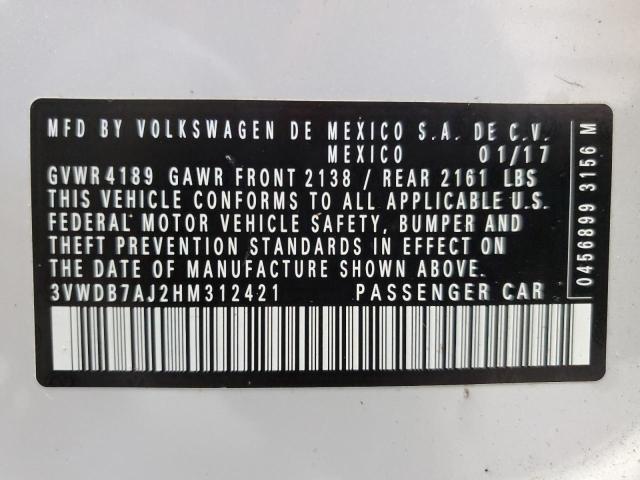 MFD BY VOLKSWAGEN DE MEXICO S.A. DE C.V.
MEXICO 01/17
GVWR 4189 GAWR FRONT 2138 / REAR 2161 LBS
THIS VEHICLE CONFORMS TO ALL APPLICABLE U.S.
FEDERAL MOTOR VEHICLE SAFETY, BUMPER AND
THEFT PREVENTION STANDARDS IN EFFECT ON
THE DATE OF MANUFACTURE SHOWN ABOVE.
3VWDB7AJ2HM312421 PASSENGER CAR
0456899 3156 M